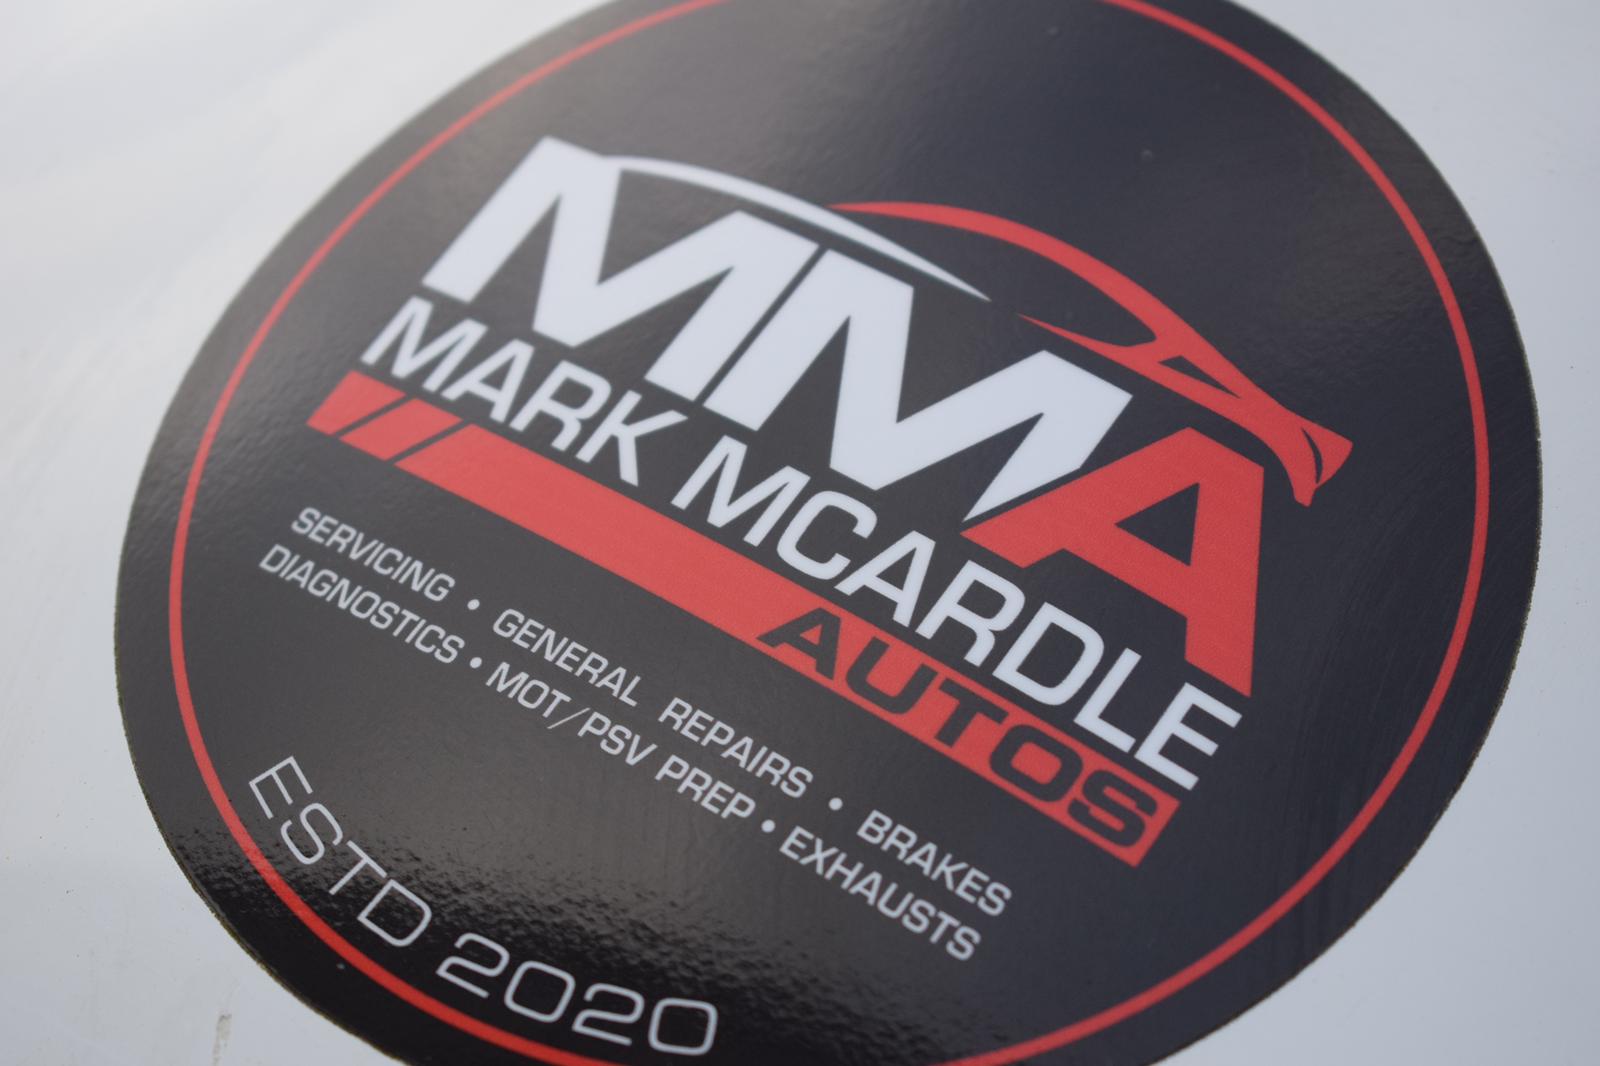 MMA
MARK MCARDLE
AUTOS
SERVICING • GENERAL REPAIRS • BRAKES
DIAGNOSTICS • MOT/PSV PREP • EXHAUSTS
ESTD 2020